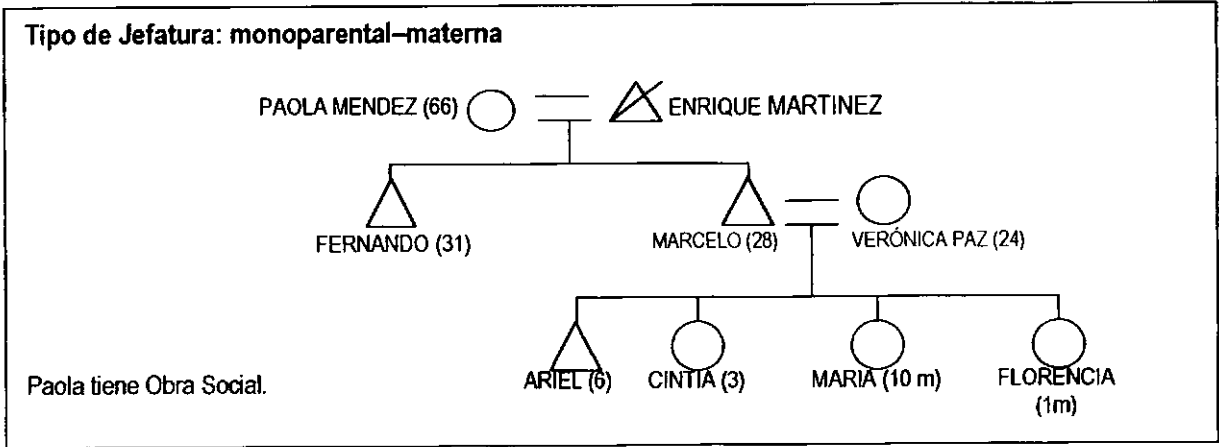 Tipo de Jefatura: monoparental–materna
PAOLA MENDEZ (66) ENRIQUE MARTINEZ
FERNANDO (31) MARCELO (28) VERÓNICA PAZ (24)
ARIEL (6) CINTIA (3) MARIA (10 m) FLORENCIA
(1m)
Paola tiene Obra Social.